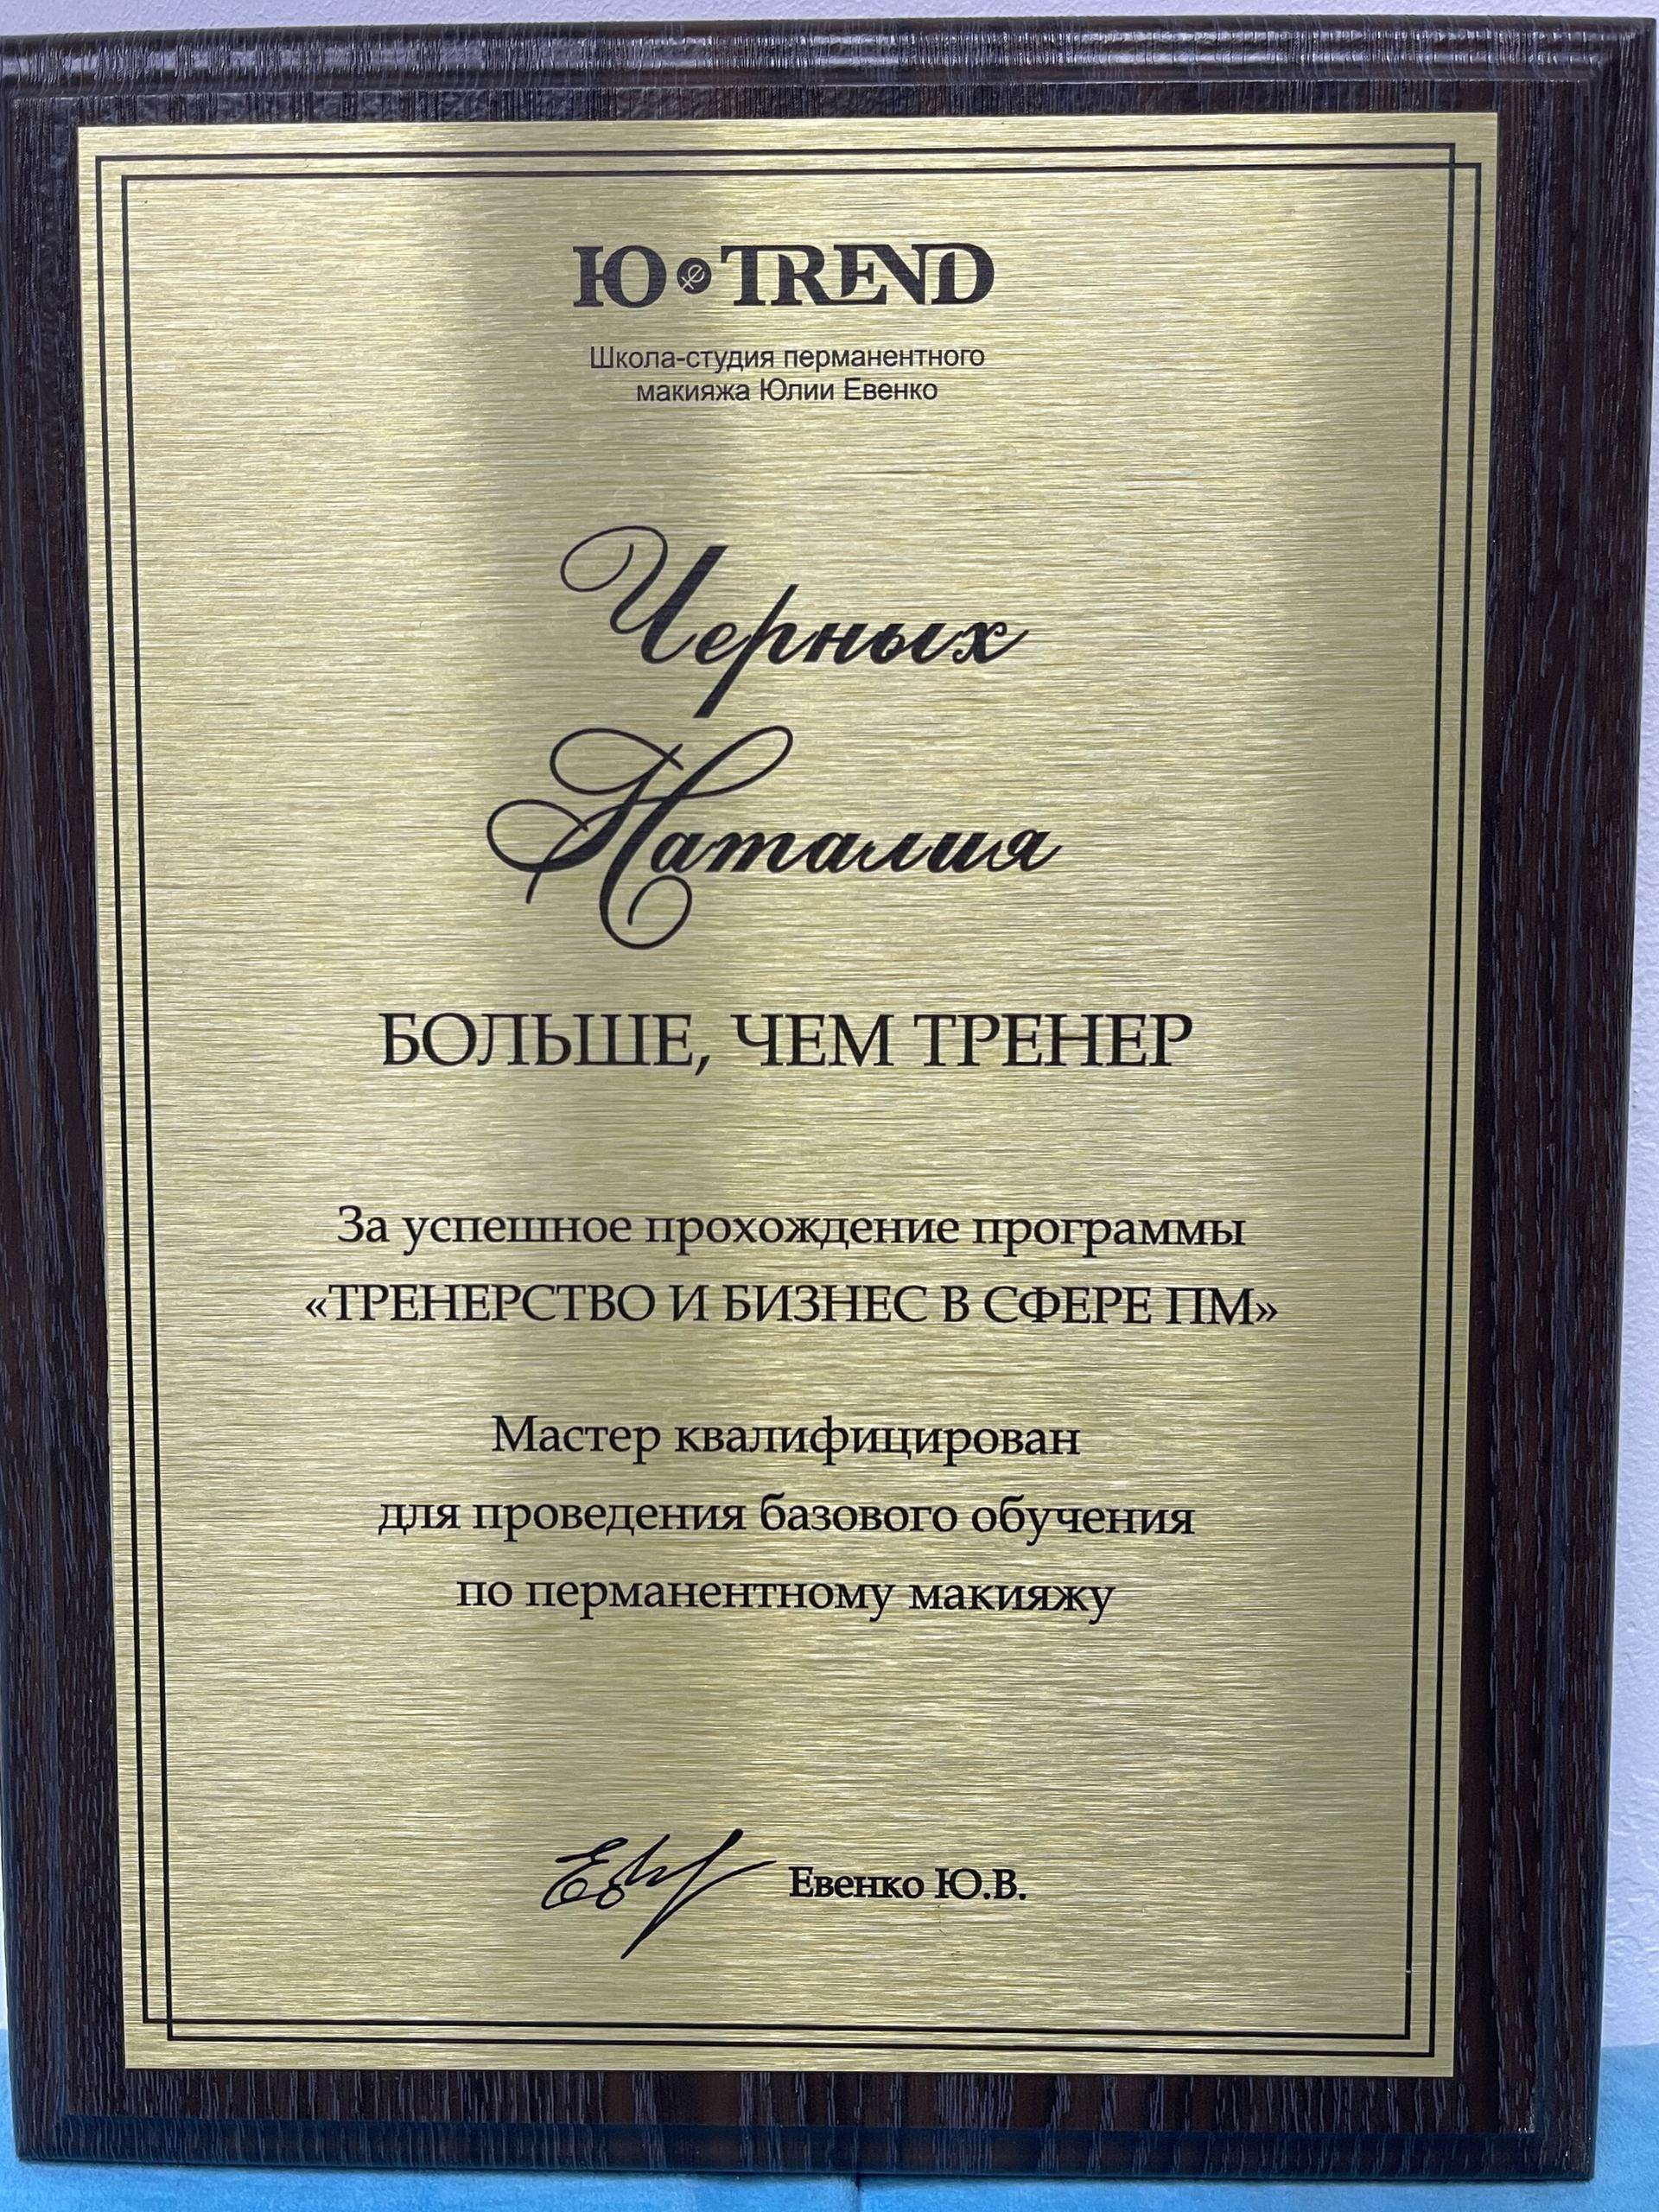 Ю TREND
Школа-студия перманентного
макияжа Юлии Евенко
Черных
Наталия
БОЛЬШЕ, ЧЕМ ТРЕНЕР
За успешное прохождение программы
«ТРЕНЕРСТВО И БИЗНЕС В СФЕРЕ ПМ»
Мастер квалифицирован
для проведения базового обучения
по перманентному макияжу
Евенко Ю.В.